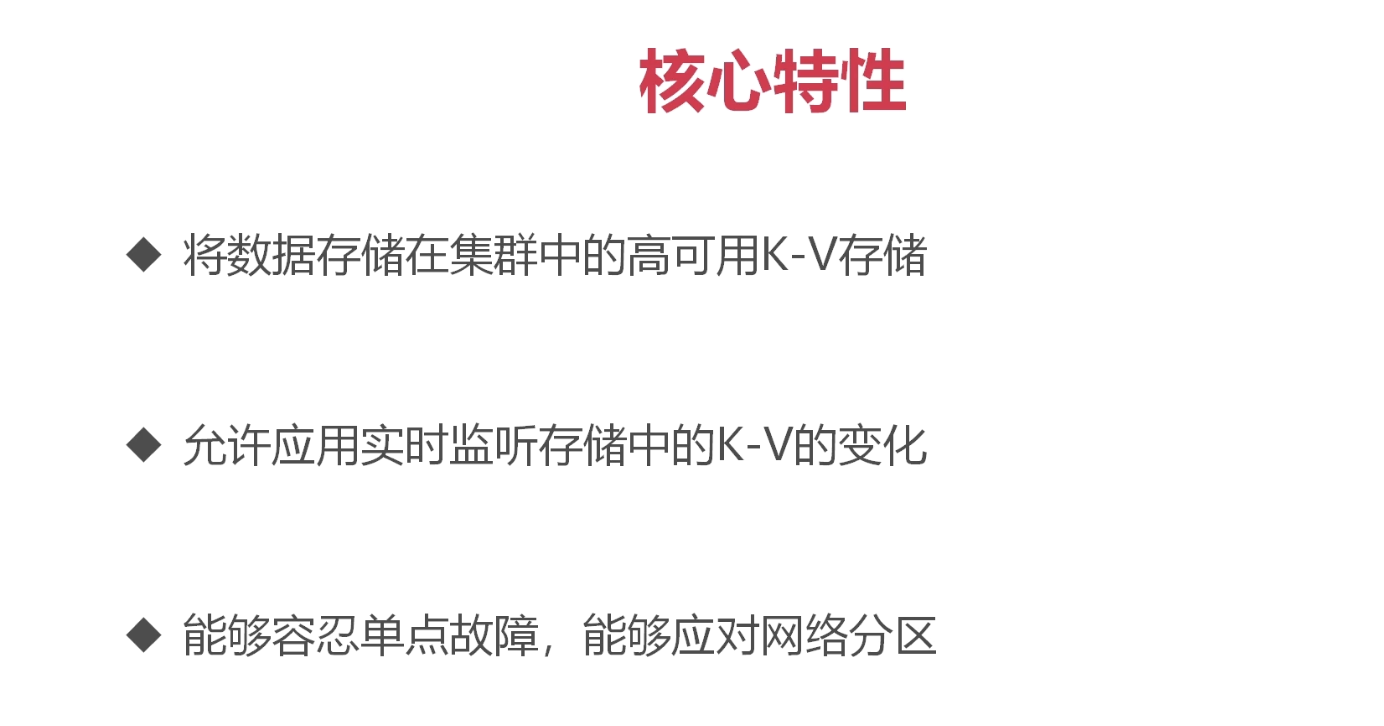 核心特性
◆ 将数据存储在集群中的高可用K-V存储
◆ 允许应用实时监听存储中的K-V的变化
◆ 能够容忍单点故障，能够应对网络分区